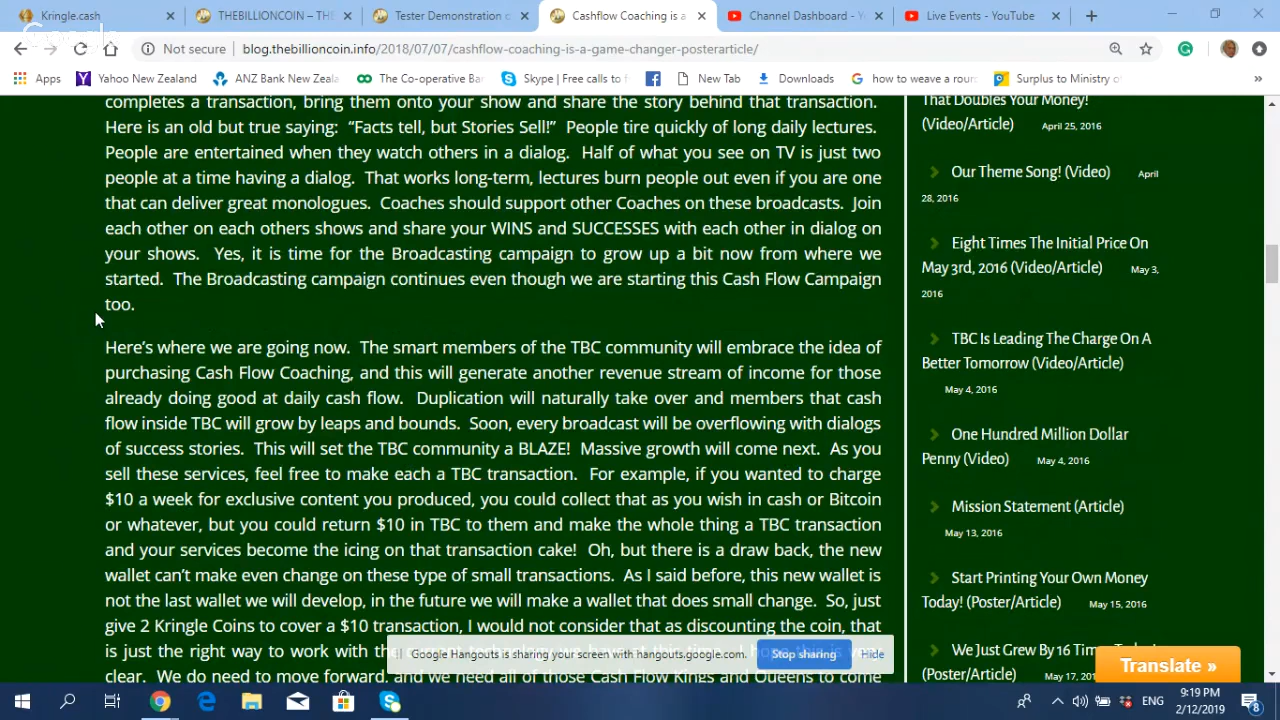 Kringle.cash
THEBILLIONCOIN – THE
Tester Demonstration o
Cashflow Coaching is a
Channel Dashboard - Y
Live Events - YouTube
Not secure
blog.thebillioncoin.info/2018/07/07/cashflow-coaching-is-a-game-changer-posterarticle/
Apps
Yahoo New Zealand
ANZ Bank New Zeala
The Co-operative Ba
Skype | Free calls to f
New Tab
Downloads
how to weave a roun
Surplus to Ministry o
completes a transaction, bring them onto your show and share the story behind that transaction.
Here is an old but true saying: “Facts tell, but Stories Sell!” People tire quickly of long daily lectures.
People are entertained when they watch others in a dialog. Half of what you see on TV is just two
people at a time having a dialog. That works long-term, lectures burn people out even if you are one
that can deliver great monologues. Coaches should support other Coaches on these broadcasts. Join
each other on each others shows and share your WINS and SUCCESSES with each other in dialog on
your shows. Yes, it is time for the Broadcasting campaign to grow up a bit now from where we
started. The Broadcasting campaign continues even though we are starting this Cash Flow Campaign
too.
Here’s where we are going now. The smart members of the TBC community will embrace the idea of
purchasing Cash Flow Coaching, and this will generate another revenue stream of income for those
already doing good at daily cash flow. Duplication will naturally take over and members that cash
flow inside TBC will grow by leaps and bounds. Soon, every broadcast will be overflowing with dialogs
of success stories. This will set the TBC community a BLAZE! Massive growth will come next. As you
sell these services, feel free to make each a TBC transaction. For example, if you wanted to charge
$10 a week for exclusive content you produced, you could collect that as you wish in cash or Bitcoin
or whatever, but you could return $10 in TBC to them and make the whole thing a TBC transaction
and your services become the icing on that transaction cake! Oh, but there is a draw back, the new
wallet can’t make even change on these type of small transactions. As I said before, this new wallet is
not the last wallet we will develop, in the future we will make a wallet that does small change. So, just
give 2 Kringle Coins to cover a $10 transaction, I would not consider that as discounting the coin, that
is just the right way to work with the
clear. We do need to move forward, and we need all of those Cash Flow Kings and Queens to come
That Doubles Your Money!
(Video/Article) April 25, 2016
Our Theme Song! (Video) April
28, 2016
Eight Times The Initial Price On
May 3rd, 2016 (Video/Article) May 3,
2016
TBC Is Leading The Charge On A
Better Tomorrow (Video/Article)
May 4, 2016
One Hundred Million Dollar
Penny (Video) May 4, 2016
Mission Statement (Article)
May 13, 2016
Start Printing Your Own Money
Today! (Poster/Article) May 15, 2016
We Just Grew By 16 Tim
(Poster/Article) May 17, 201
Google Hangouts is sharing your screen with hangouts.google.com.
Stop sharing
Hide
Translate »
ENG
9:19 PM
2/12/2019
8